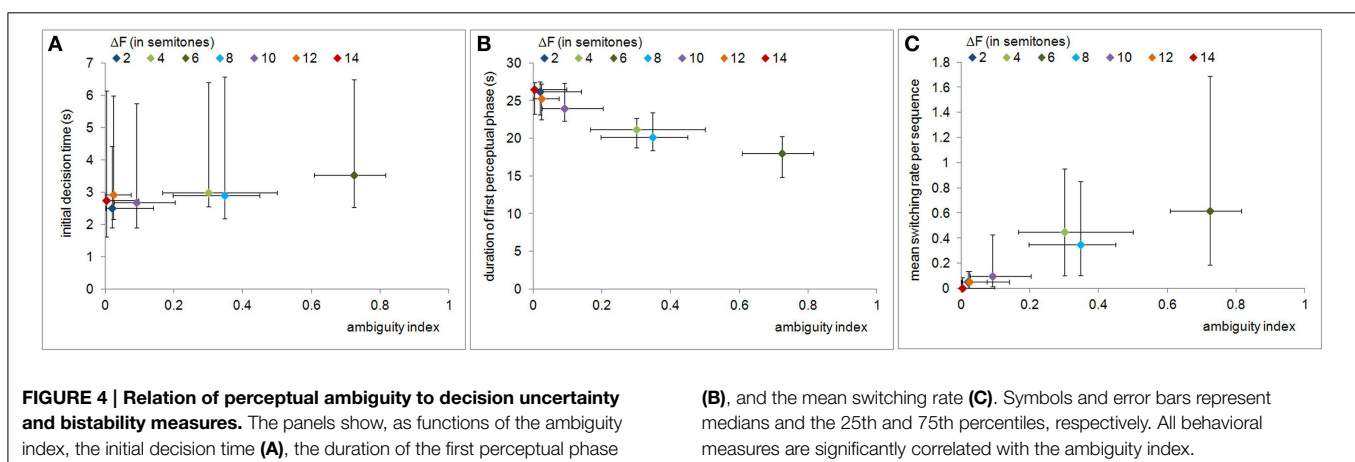 A
ΔF (in semitones)
2 4 6 8 10 12 14
7
6
5
4
3
2
1
0
initial decision time (s)
0 0.2 0.4 0.6 0.8 1
ambiguity index
B
ΔF (in semitones)
2 4 6 8 10 12 14
30
25
20
15
10
5
0
duration of first perceptual phase (s)
0 0.2 0.4 0.6 0.8 1
ambiguity index
C
ΔF (in semitones)
2 4 6 8 10 12 14
1.8
1.6
1.4
1.2
1
0.8
0.6
0.4
0.2
0
mean switching rate per sequence
0 0.2 0.4 0.6 0.8 1
ambiguity index
FIGURE 4 | Relation of perceptual ambiguity to decision uncertainty
and bistability measures. The panels show, as functions of the ambiguity
index, the initial decision time (A), the duration of the first perceptual phase
(B), and the mean switching rate (C). Symbols and error bars represent
medians and the 25th and 75th percentiles, respectively. All behavioral
measures are significantly correlated with the ambiguity index.